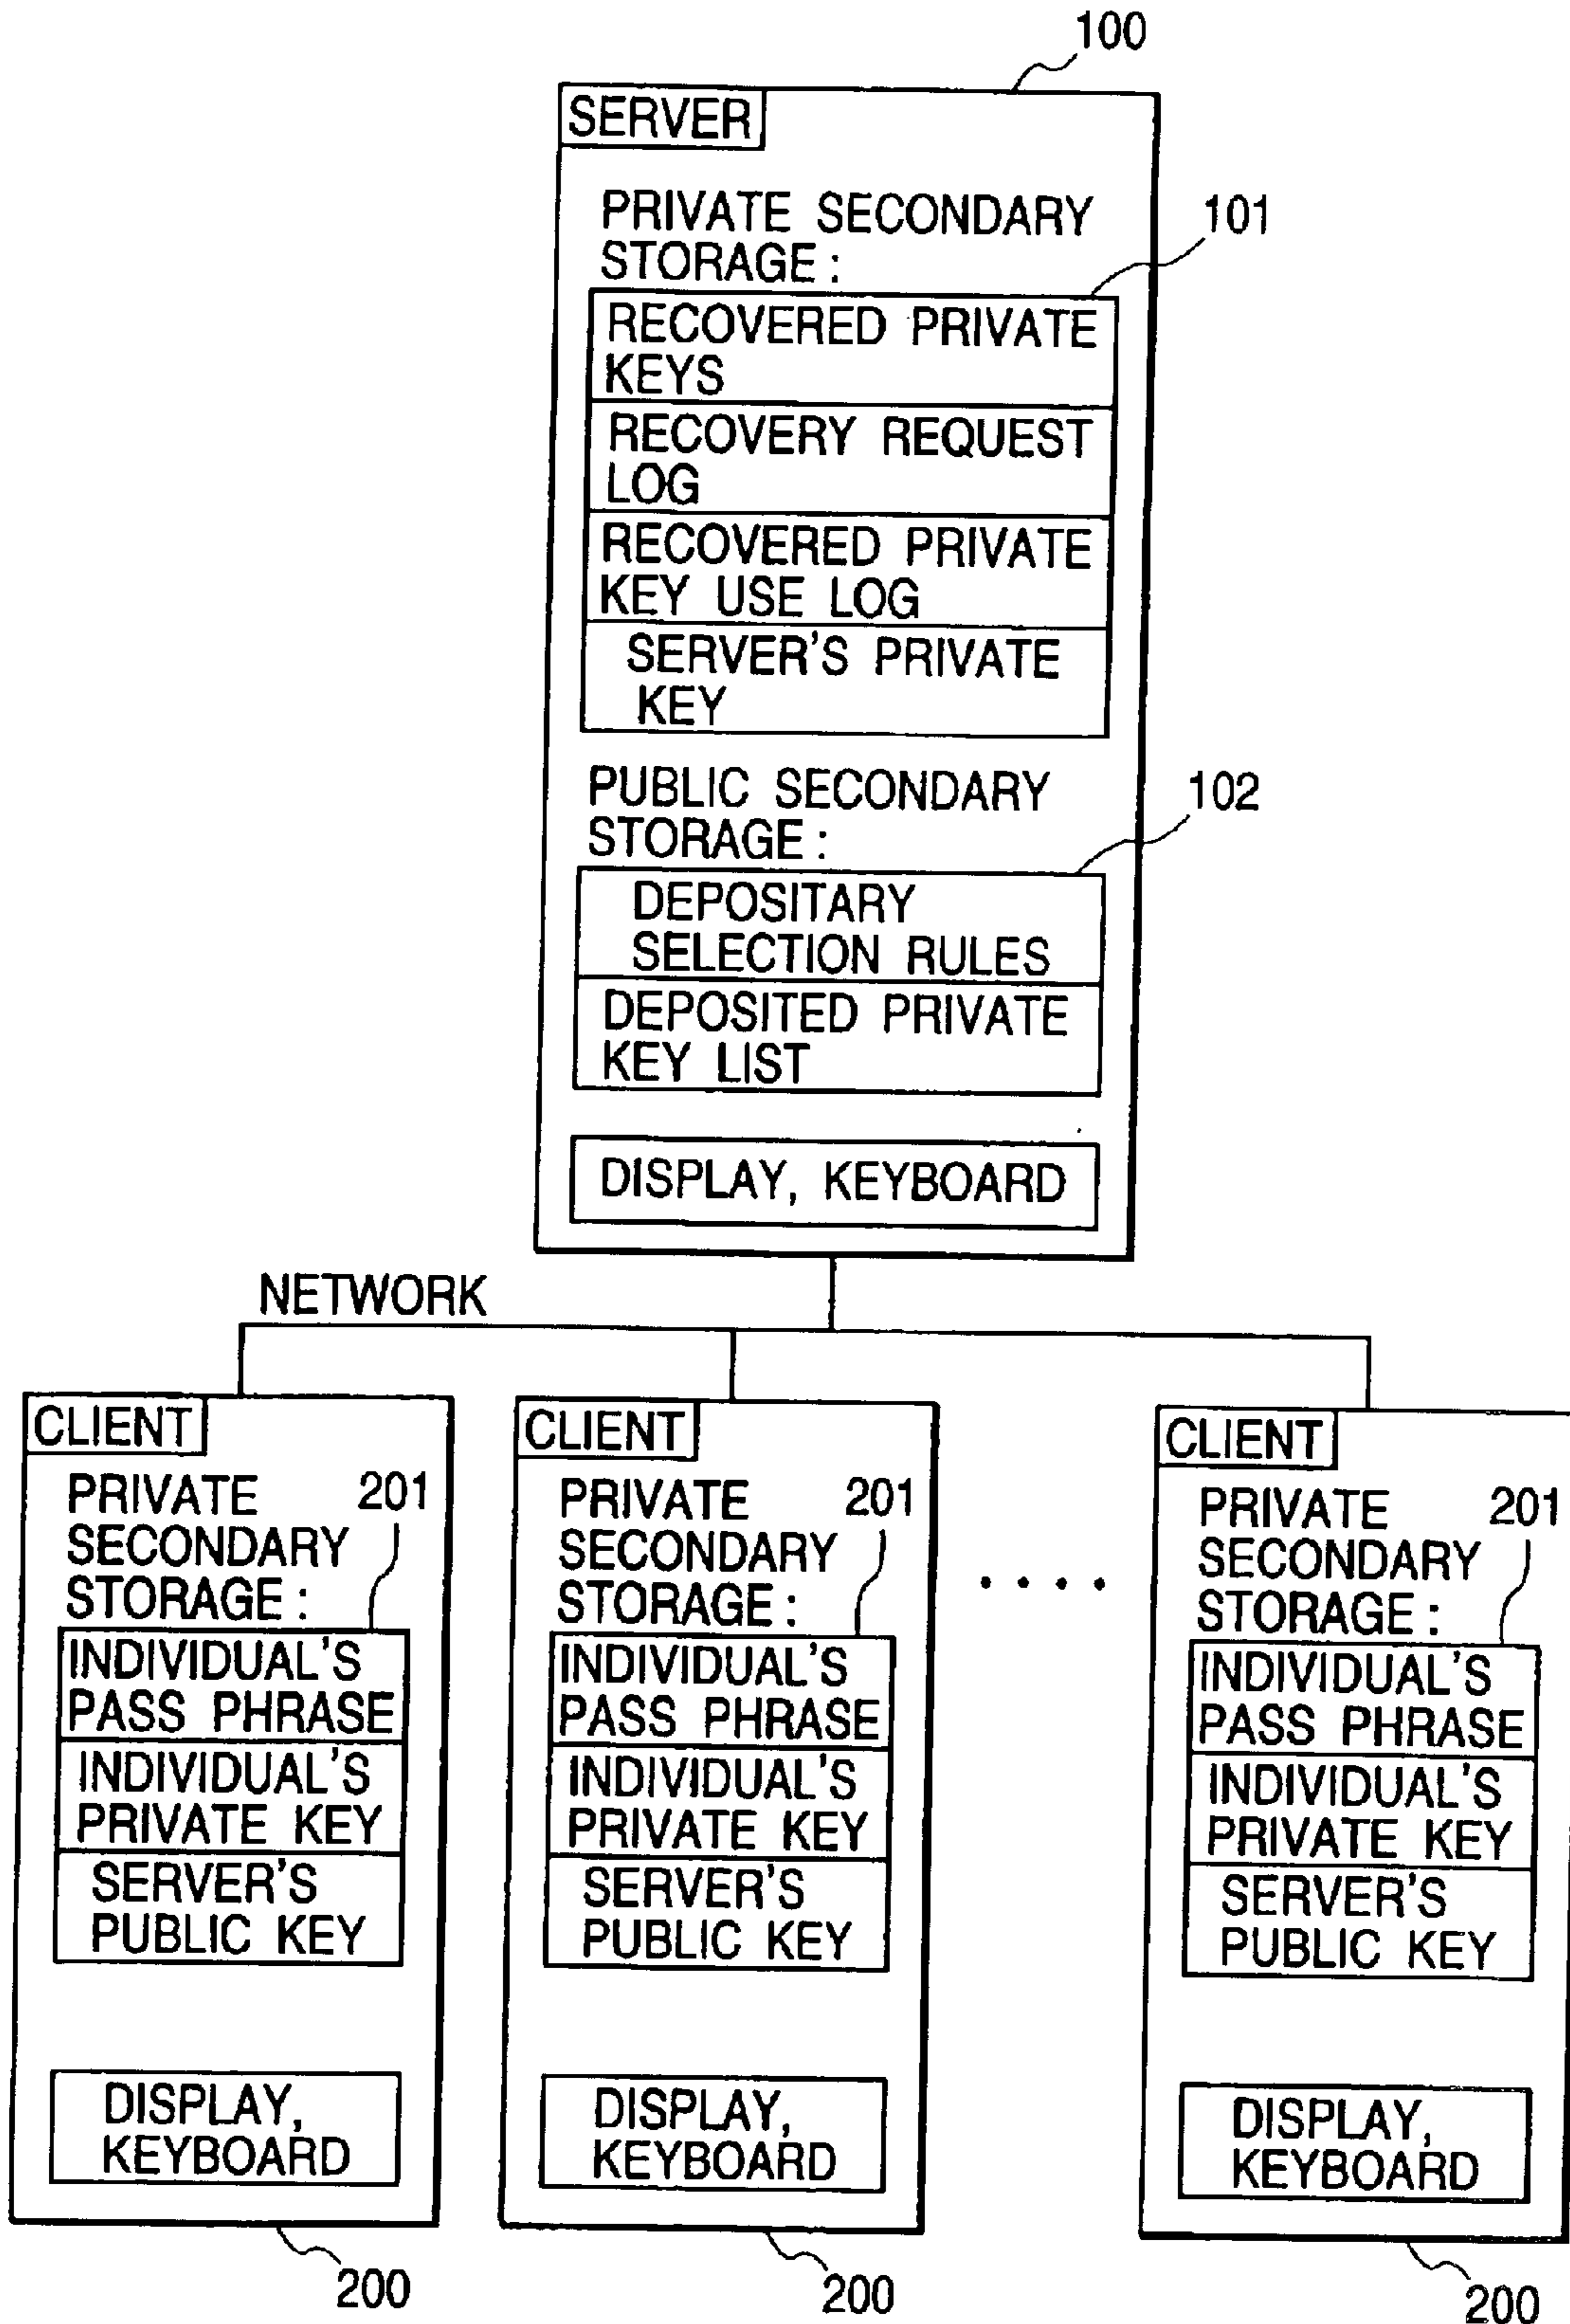 100
SERVER
PRIVATE SECONDARY
STORAGE :
101
RECOVERED PRIVATE
KEYS
RECOVERY REQUEST
LOG
RECOVERED PRIVATE
KEY USE LOG
SERVER'S PRIVATE
KEY
PUBLIC SECONDARY
STORAGE :
102
DEPOSITARY
SELECTION RULES
DEPOSITED PRIVATE
KEY LIST
DISPLAY, KEYBOARD
NETWORK
CLIENT
PRIVATE
SECONDARY
STORAGE :
201
INDIVIDUAL'S
PASS PHRASE
INDIVIDUAL'S
PRIVATE KEY
SERVER'S
PUBLIC KEY
DISPLAY,
KEYBOARD
200
CLIENT
PRIVATE
SECONDARY
STORAGE :
201
INDIVIDUAL'S
PASS PHRASE
INDIVIDUAL'S
PRIVATE KEY
SERVER'S
PUBLIC KEY
DISPLAY,
KEYBOARD
200
. . . .
CLIENT
PRIVATE
SECONDARY
STORAGE :
201
INDIVIDUAL'S
PASS PHRASE
INDIVIDUAL'S
PRIVATE KEY
SERVER'S
PUBLIC KEY
DISPLAY,
KEYBOARD
200